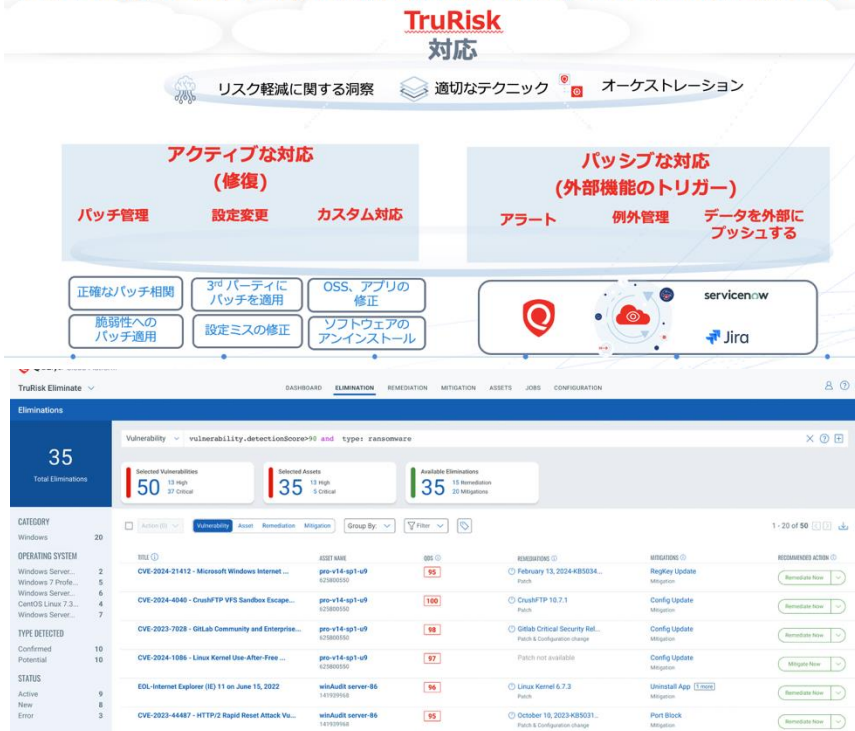 TruRisk
対応
リスク軽減に関する洞察
適切なテクニック
オーケストレーション
アクティブな対応
(修復)
パッチ管理
設定変更
カスタム対応
パッシブな対応
(外部機能のトリガー)
アラート
例外管理
データを外部に
プッシュする
正確なパッチ相関
3rd パーティに
パッチを適用
OSS、アプリの
修正
脆弱性への
パッチ適用
設定ミスの修正
ソフトウェアの
アンインストール
servicenow
Jira
TruRisk Eliminate
DASHBOARD ELIMINATION REMEDIATION MITIGATION ASSETS JOBS CONFIGURATION
Eliminations
35
Total Eliminations
Vulnerability
vulnerability.detectionScore>90 and type: ransomware
Selected Vulnerabilities
50
13 High
37 Critical
Selected Assets
35
13 High
5 Critical
Available Eliminations
35
15 Remediation
20 Mitigations
CATEGORY
Windows 20
OPERATING SYSTEM
Windows Server... 2
Windows 7 Profe... 5
Windows Server... 6
CentOS Linux 7.3... 4
Windows Server... 7
TYPE DETECTED
Confirmed 10
Potential 10
STATUS
Active 9
New 8
Error 3
Action (0) Vulnerability Asset Remediation Mitigation Group By: Filter
1 - 20 of 50
TITLE ASSET NAME QDS REMEDIATIONS MITIGATIONS RECOMMENDED ACTION
CVE-2024-21412 - Microsoft Windows Internet ... pro-v14-sp1-u9 95 February 13, 2024-KB5034... RegKey Update Remediate Now
625800550 Patch Mitigation
CVE-2024-4040 - CrushFTP VFS Sandbox Escape... pro-v14-sp1-u9 100 CrushFTP 10.7.1 Config Update Remediate Now
625800550 Patch Mitigation
CVE-2023-7028 - GitLab Community and Enterprise... pro-v14-sp1-u9 98 Gitlab Critical Security Rel... Config Update Remediate Now
625800550 Patch & Configuration change Mitigation
CVE-2024-1086 - Linux Kernel Use-After-Free ... pro-v14-sp1-u9 97 Patch not available Config Update Mitigate Now
625800550 Mitigation
EOL-Internet Explorer (IE) 11 on June 15, 2022 winAudit server-86 96 Linux Kernel 6.7.3 Uninstall App 1 more Remediate Now
141939968 Patch Mitigation
CVE-2023-44487 - HTTP/2 Rapid Reset Attack Vu... winAudit server-86 95 October 10, 2023-KB5031... Port Block Remediate Now
141939968 Patch & Configuration change Mitigation